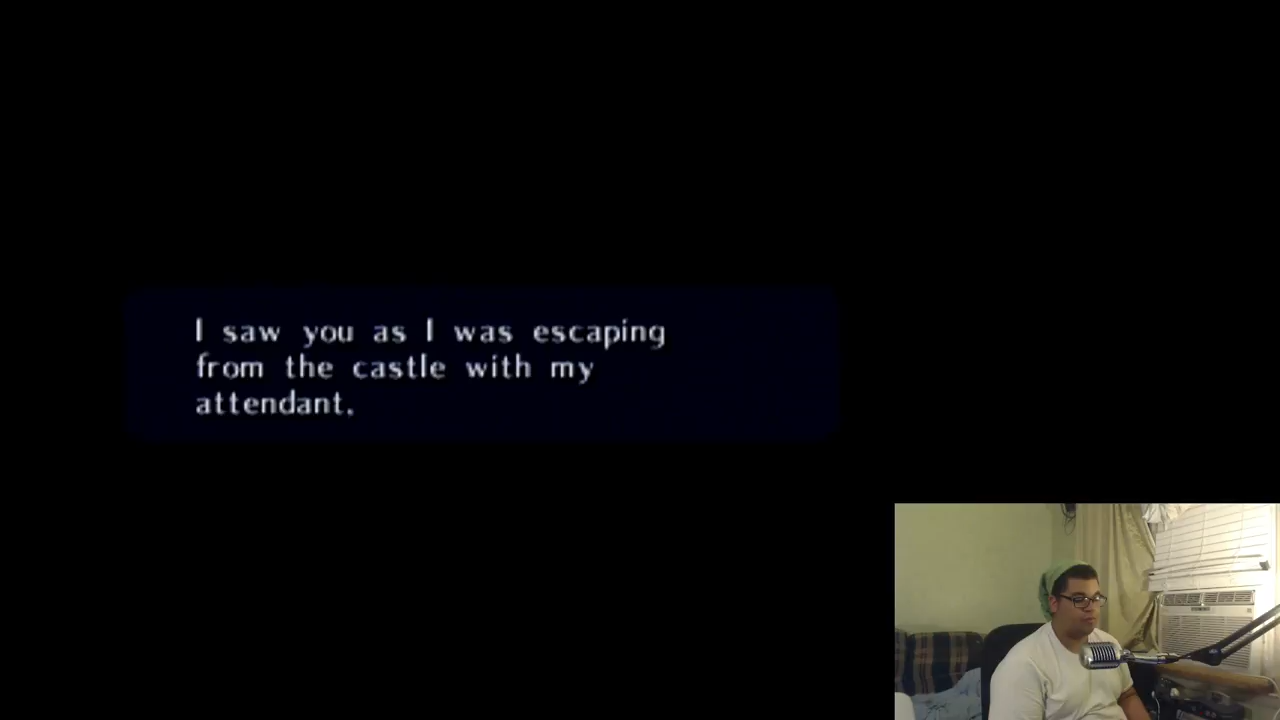 I saw you as I was escaping
from the castle with my
attendant.